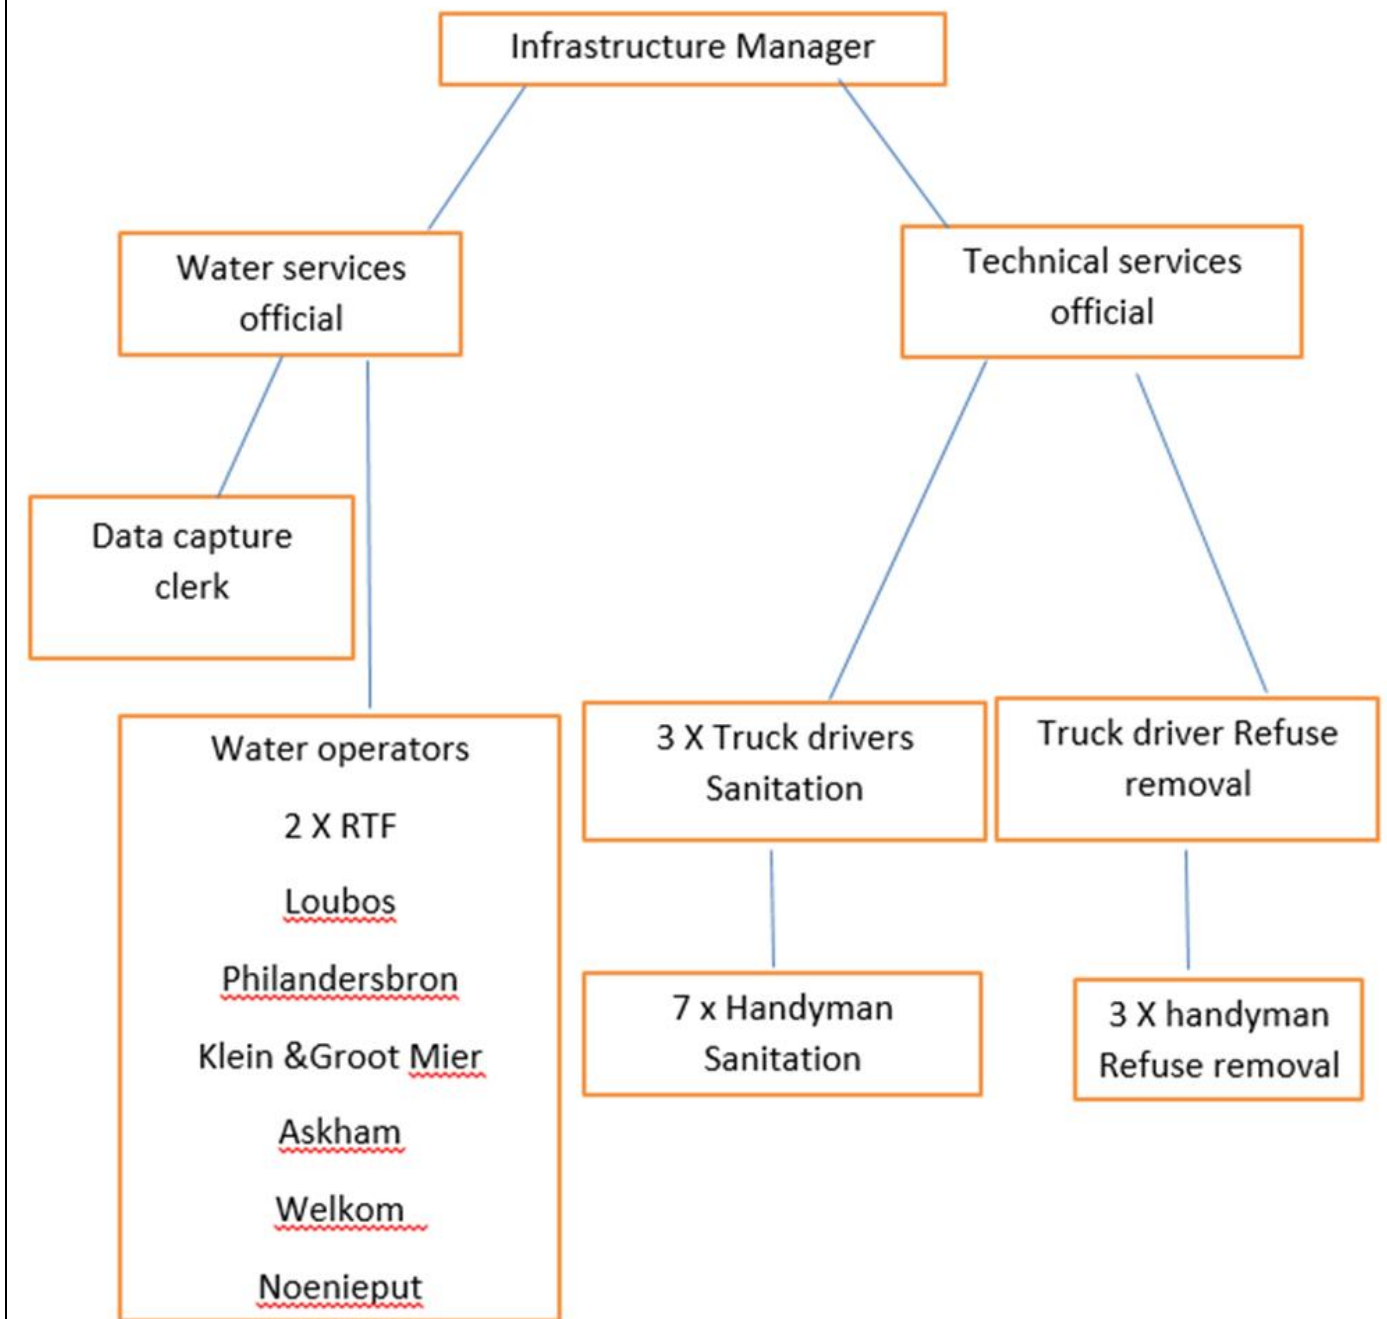 Infrastructure Manager
Water services
official
Technical services
official
Data capture
clerk
Water operators
2 X RTF
Loubos
Philandersbron
Klein &Groot Mier
Askham
Welkom
Noenieput
3 X Truck drivers
Sanitation
Truck driver Refuse
removal
7 x Handyman
Sanitation
3 X handyman
Refuse removal